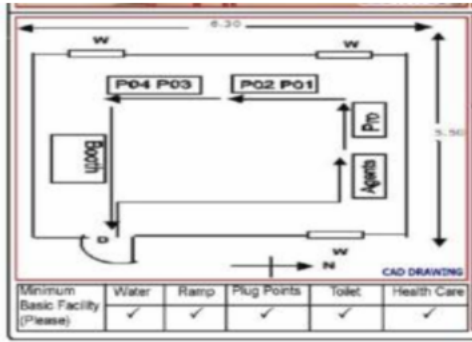 6.30
W
W
P04 P03
P02 P01
Pro
5.50
Booth
Agents
D
W
N
CAD DRAWING
Minimum Basic Facility (Please)
Water
Ramp
Plug Points
Toilet
Health Care
✓ ✓ ✓ ✓ ✓